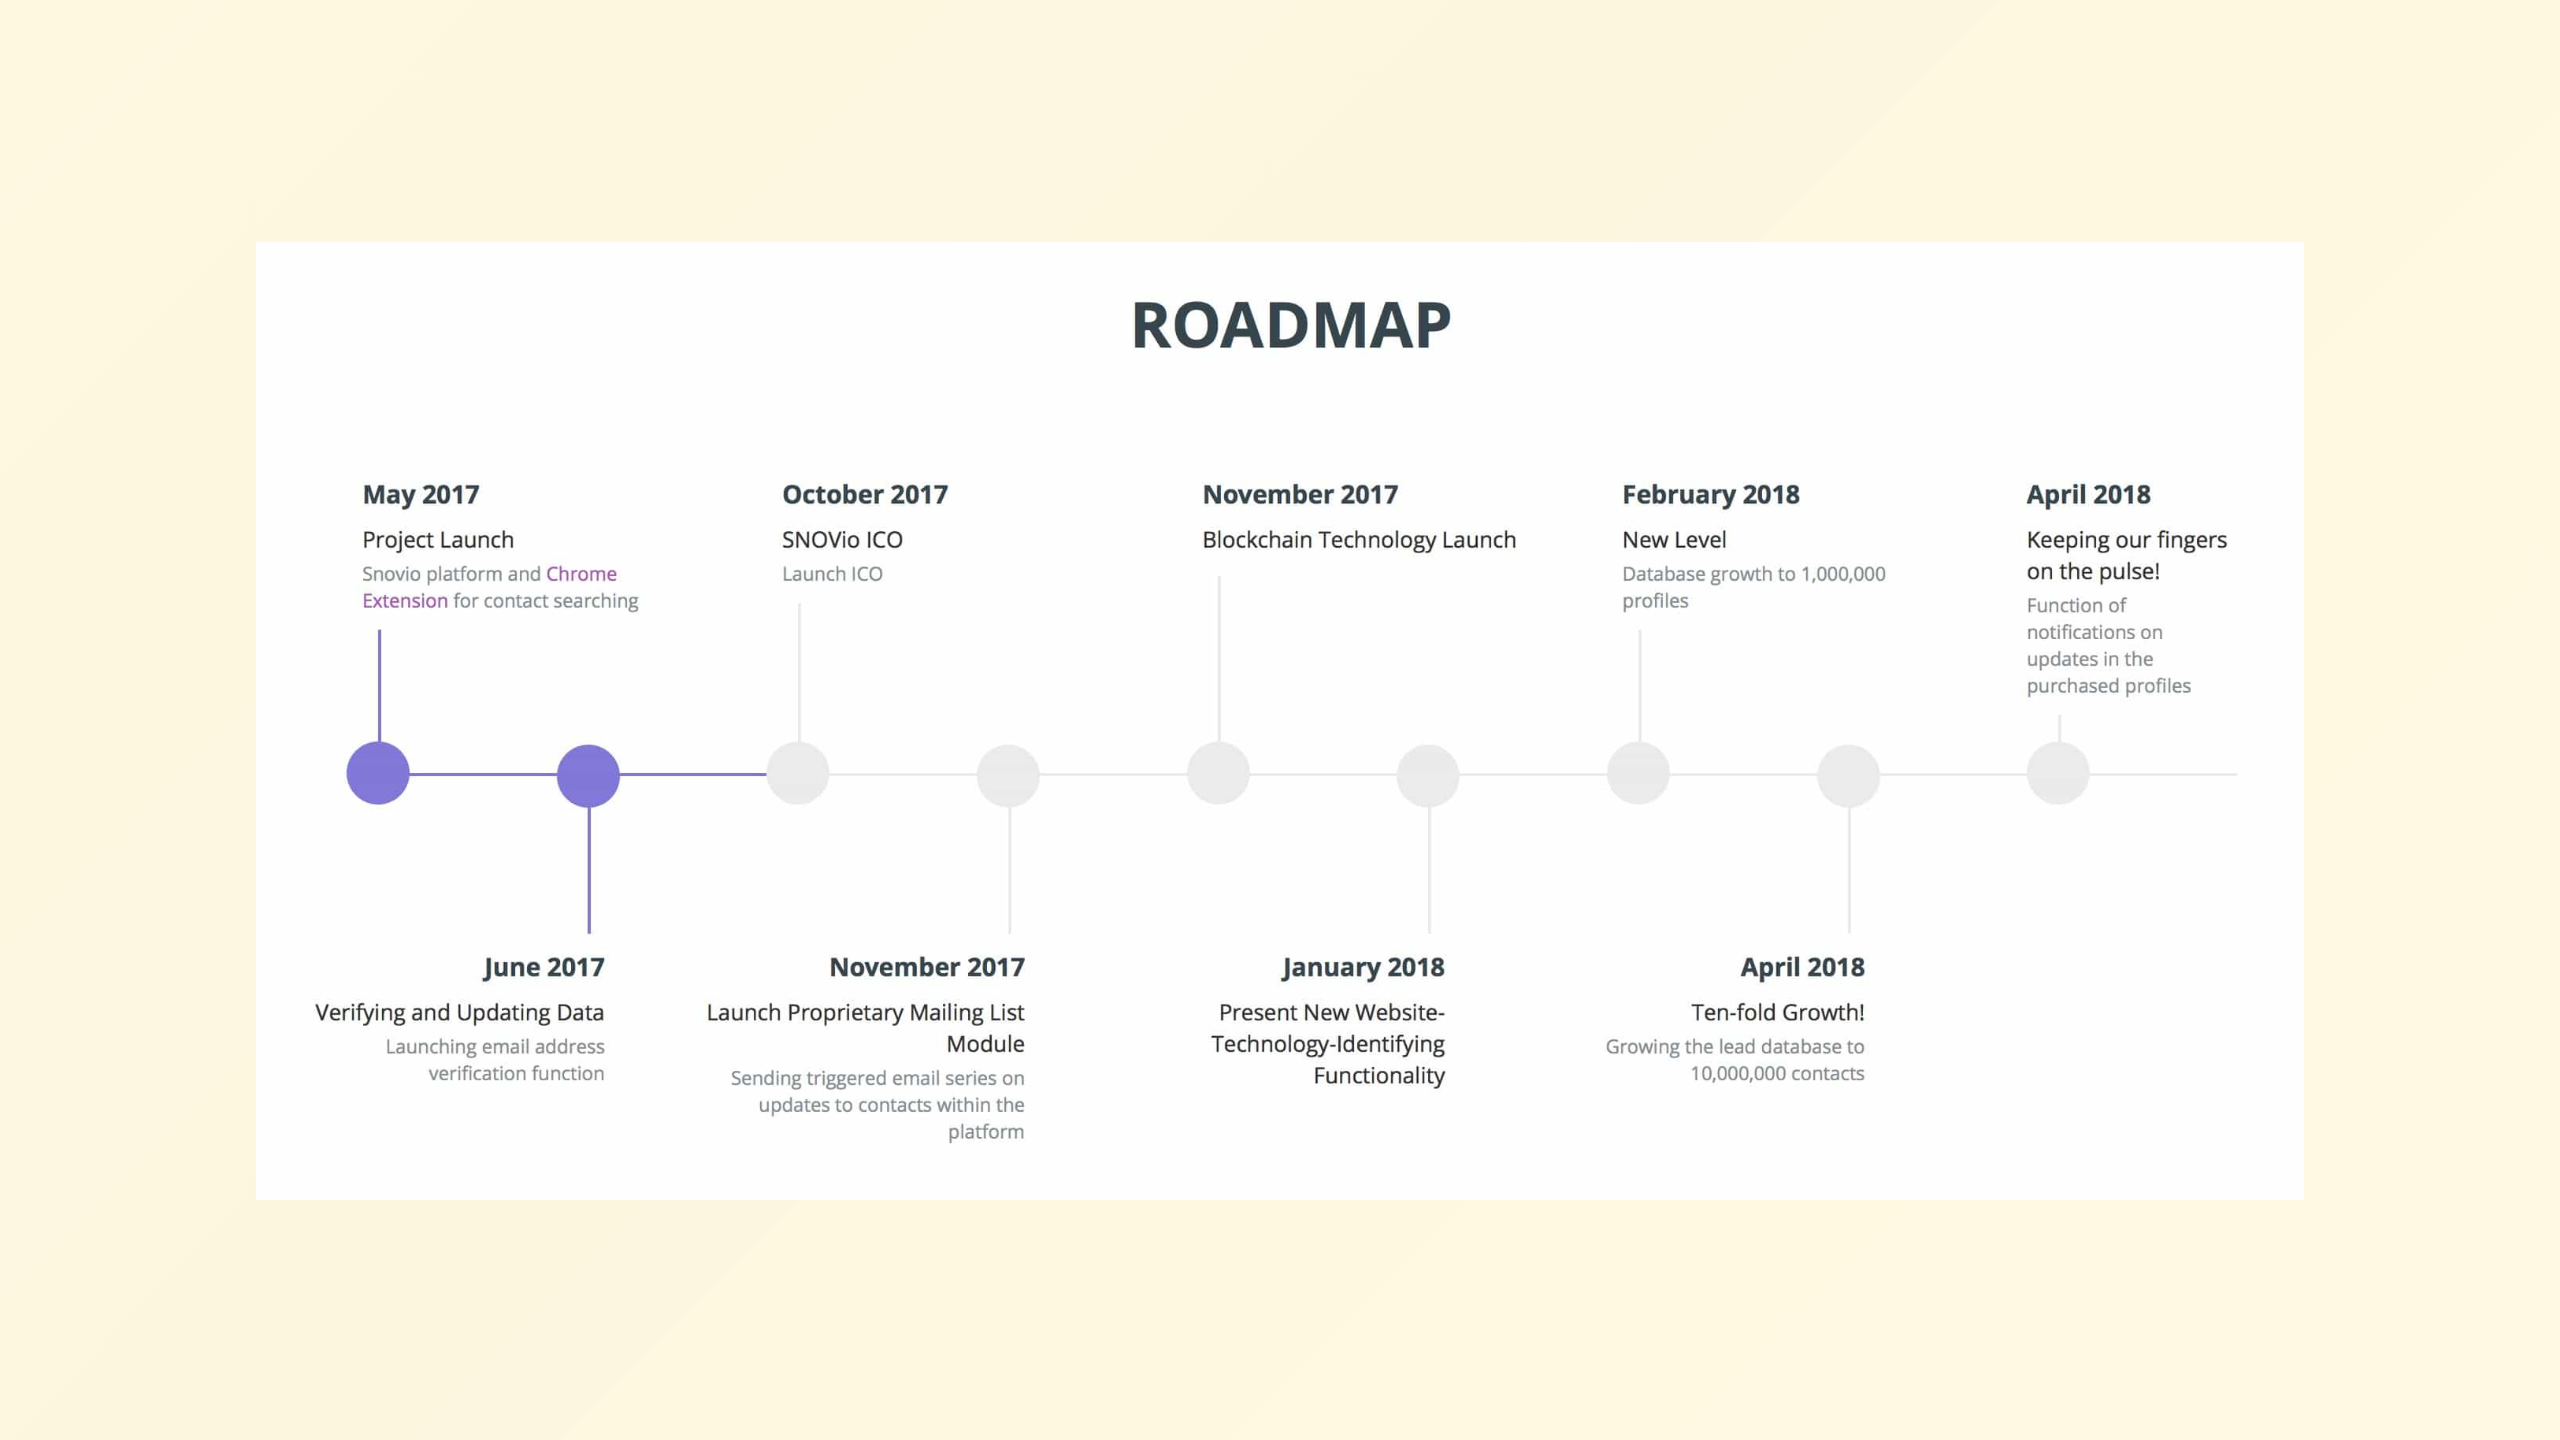 ROADMAP
May 2017
Project Launch
Snovio platform and Chrome
Extension for contact searching
October 2017
SNOVio ICO
Launch ICO
November 2017
Blockchain Technology Launch
February 2018
New Level
Database growth to 1,000,000
profiles
April 2018
Keeping our fingers
on the pulse!
Function of
notifications on
updates in the
purchased profiles
June 2017
Verifying and Updating Data
Launching email address
verification function
November 2017
Launch Proprietary Mailing List
Module
Sending triggered email series on
updates to contacts within the
platform
January 2018
Present New Website-
Technology-Identifying
Functionality
April 2018
Ten-fold Growth!
Growing the lead database to
10,000,000 contacts